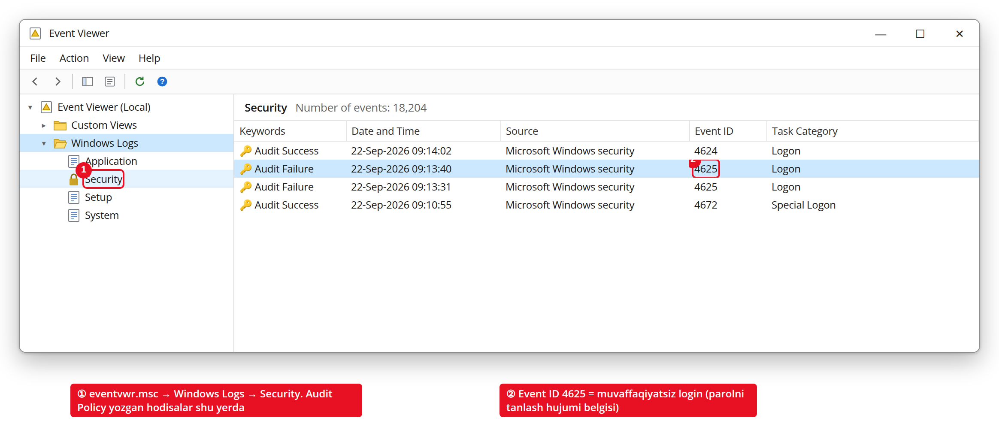 Event Viewer
File Action View Help
Event Viewer (Local)
Custom Views
Windows Logs
Application
1
Security
Setup
System
Security Number of events: 18,204
Keywords Date and Time Source Event ID Task Category
Audit Success 22-Sep-2026 09:14:02 Microsoft Windows security 4624 Logon
2
Audit Failure 22-Sep-2026 09:13:40 Microsoft Windows security 4625 Logon
Audit Failure 22-Sep-2026 09:13:31 Microsoft Windows security 4625 Logon
Audit Success 22-Sep-2026 09:10:55 Microsoft Windows security 4672 Special Logon
① eventvwr.msc → Windows Logs → Security. Audit
Policy yozgan hodisalar shu yerda
② Event ID 4625 = muvaffaqiyatsiz login (parolni
tanlash hujumi belgisi)